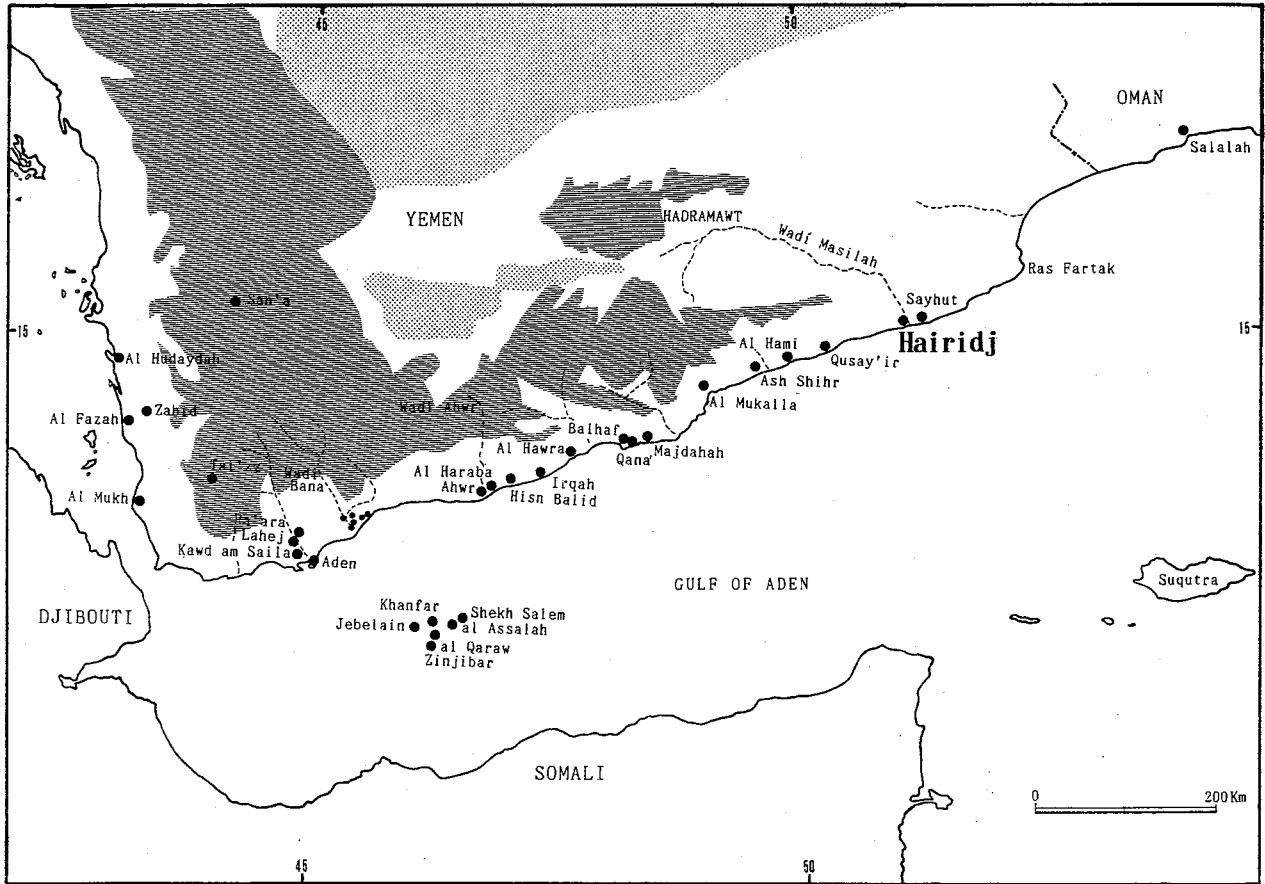 45
50
OMAN
Salalah
YEMEN
HADRAMAWT
Wadi Masilah
Ras Fartak
San'a
Sayhut
15
15
Hairidj
Al Hami
Qusay'ir
Al Hudaydah
Ash Shihr
Al Mukalla
Zabid
Wadi Ahwr
Al Fazah
Balhaf
Majdahah
Al Hawra
Qana
Wadi
Bana
Al Haraba
Irqah
Ahwr
Hisn Balid
Al Mukh
Lahej
Kawd am Saila
Aden
GULF OF ADEN
Suqutra
DJIBOUTI
Khanfar
Shekh Salem
Jebelain
al Assalah
al Qaraw
Zinjibar
SOMALI
0
200Km
45
50